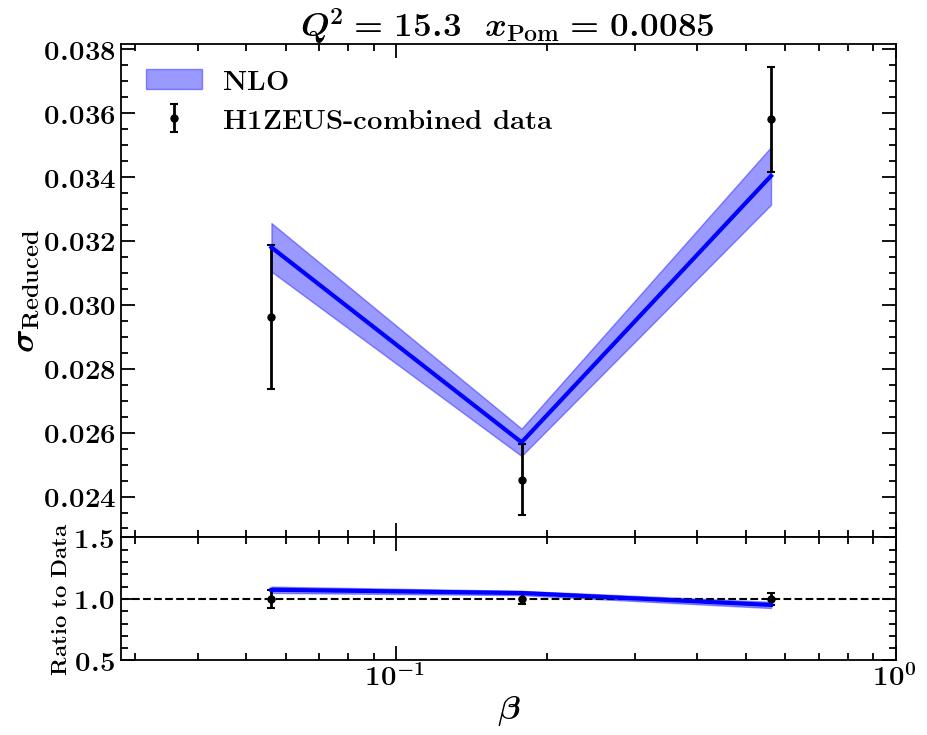 Q² = 15.3 x_Pom = 0.0085
0.038
NLO
0.036
H1ZEUS-combined data
0.034
0.032
σ_Reduced
0.030
0.028
0.026
0.024
1.5
Ratio to Data
1.0
0.5
10⁻¹
10⁰
β